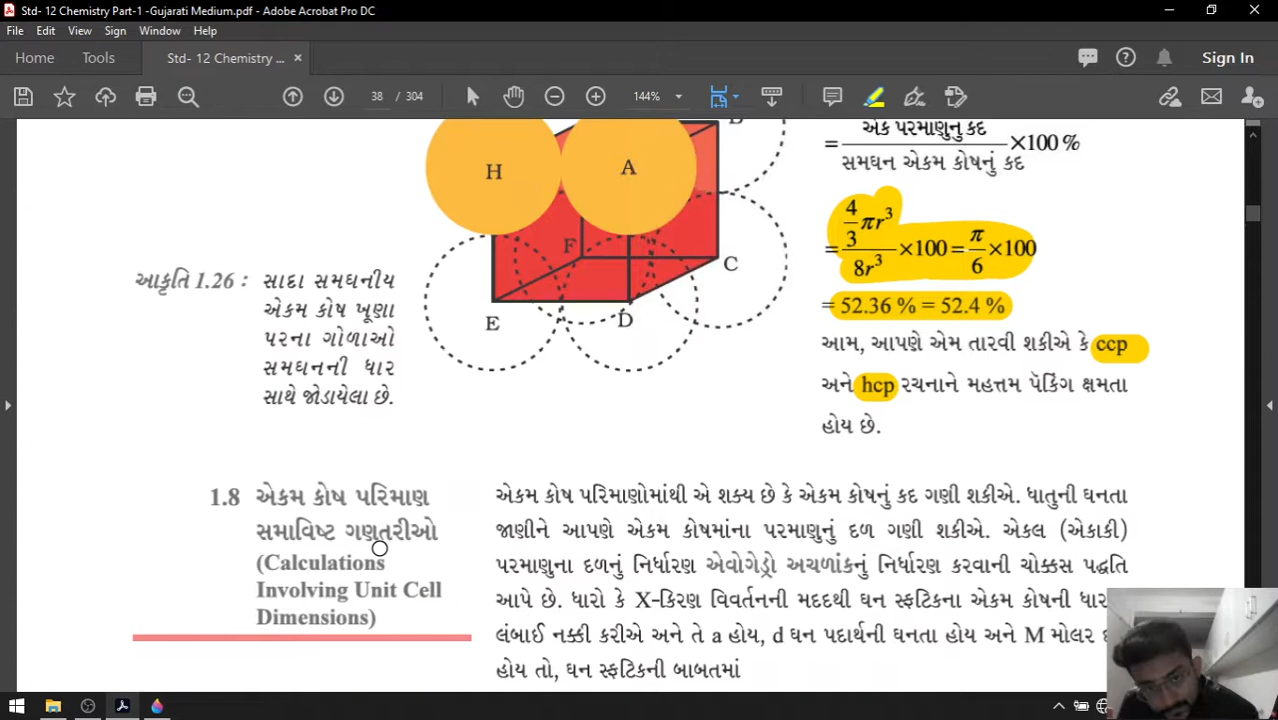 Std- 12 Chemistry Part-1 -Gujarati Medium.pdf - Adobe Acrobat Pro DC
File Edit View Sign Window Help
Home Tools Std- 12 Chemistry ... × Sign In
38 / 304 144%
H A
F C
E D
આકૃતિ 1.26 : સાદા સમઘનીય
એકમ કોષ ખૂણા
પરના ગોળાઓ
સમઘનની ધાર
સાથે જોડાયેલા છે.
= એક પરમાણુનું કદ / સમઘન એકમ કોષનું કદ ×100 %
= 4/3 πr³ / 8r³ ×100 = π/6 ×100
= 52.36 % = 52.4 %
આમ, આપણે એમ તારવી શકીએ કે ccp
અને hcp રચનાને મહત્તમ પૅકિંગ ક્ષમતા
હોય છે.
1.8 એકમ કોષ પરિમાણ
સમાવિષ્ટ ગણતરીઓ
(Calculations
Involving Unit Cell
Dimensions)
એકમ કોષ પરિમાણોમાંથી એ શક્ય છે કે એકમ કોષનું કદ ગણી શકીએ. ધાતુની ઘનતા
જાણીને આપણે એકમ કોષમાંના પરમાણુનું દળ ગણી શકીએ. એકલ (એકાકી)
પરમાણુના દળનું નિર્ધારણ એવોગેડ્રો અચળાંકનું નિર્ધારણ કરવાની ચોક્કસ પદ્ધતિ
આપે છે. ધારો કે X-કિરણ વિવર્તનની મદદથી ઘન સ્ફટિકના એકમ કોષની
લંબાઈ નક્કી કરીએ અને તે a હોય, d ઘન પદાર્થની ઘનતા હોય અને M મોલર
હોય તો, ઘન સ્ફટિકની બાબતમાં